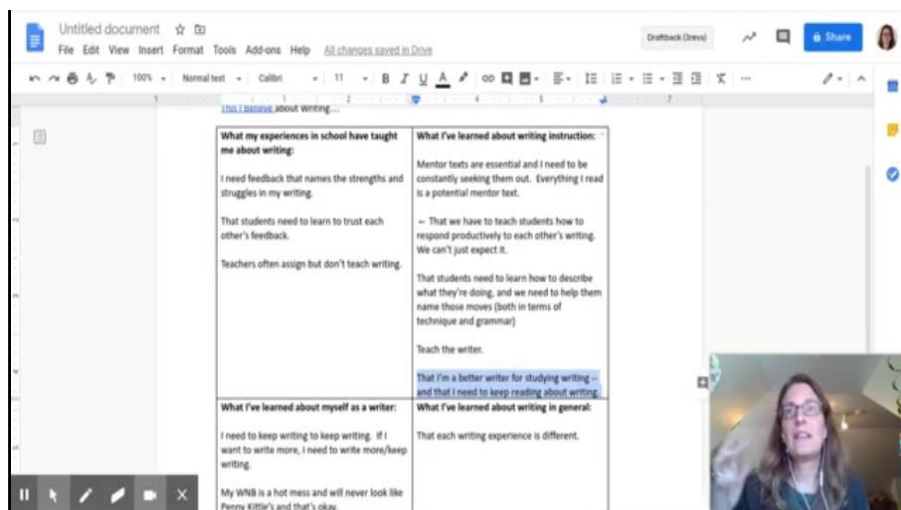 Untitled document
File Edit View Insert Format Tools Add-ons Help All changes saved in Drive
Draftback (3revs)
Share
100% Normal text Calibri 11 B I U A
This I Believe about Writing...
What my experiences in school have taught
me about writing:
I need feedback that names the strengths and
struggles in my writing.
That students need to learn to trust each
other's feedback.
Teachers often assign but don't teach writing.
What I've learned about writing instruction:
Mentor texts are essential and I need to be
constantly seeking them out. Everything I read
is a potential mentor text.
← That we have to teach students how to
respond productively to each other's writing.
We can't just expect it.
That students need to learn how to describe
what they're doing, and we need to help them
name those moves (both in terms of
technique and grammar)
Teach the writer.
That I'm a better writer for studying writing --
and that I need to keep reading about writing.
What I've learned about myself as a writer:
I need to keep writing to keep writing. If I
want to write more, I need to write more/keep
writing.
My WNB is a hot mess and will never look like
Penny Kittle's and that's okay.
What I've learned about writing in general:
That each writing experience is different.